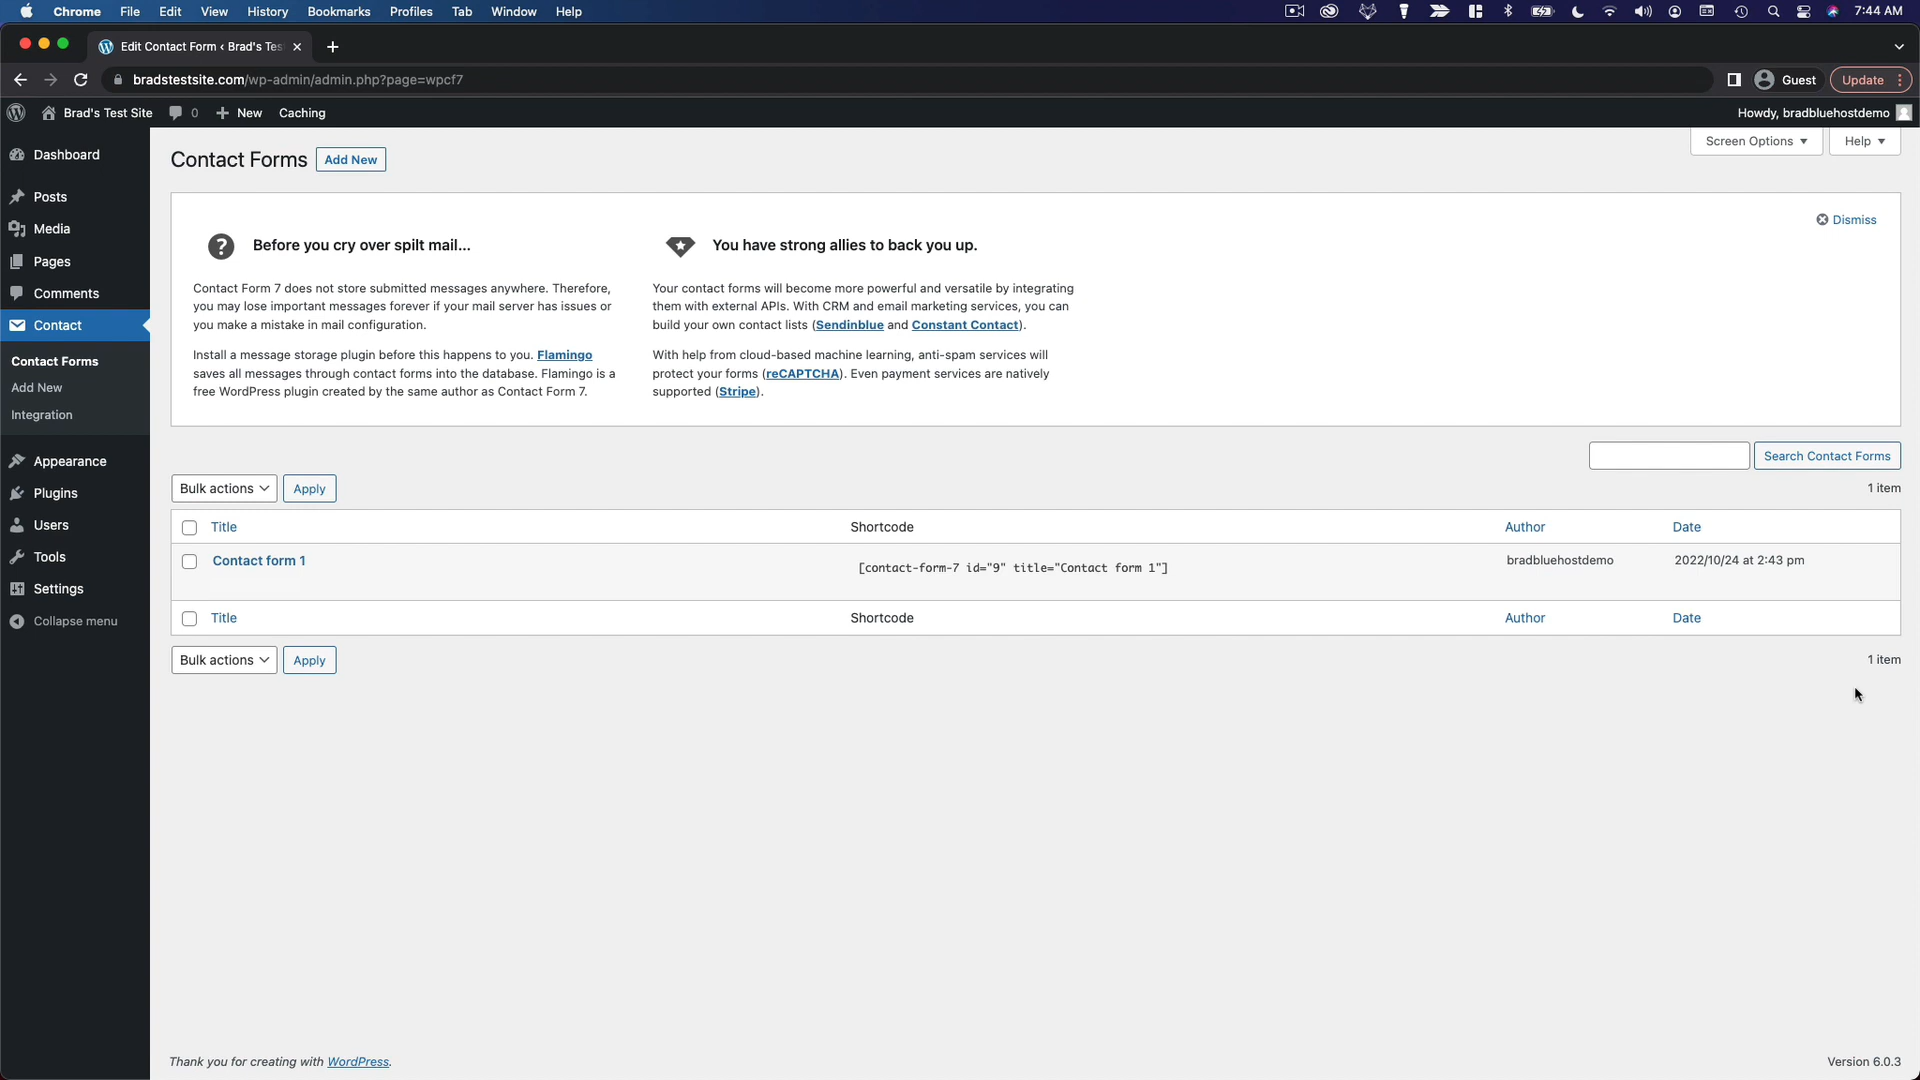 Chrome File Edit View History Bookmarks Profiles Tab Window Help 7:44 AM
Edit Contact Form ‹ Brad's Tes
bradstestsite.com/wp-admin/admin.php?page=wpcf7 Guest Update
Brad's Test Site 0 New Caching Howdy, bradbluehostdemo
Dashboard
Posts
Media
Pages
Comments
Contact
Contact Forms
Add New
Integration
Appearance
Plugins
Users
Tools
Settings
Collapse menu
Screen Options Help
Contact Forms Add New
Dismiss
Before you cry over spilt mail...
Contact Form 7 does not store submitted messages anywhere. Therefore,
you may lose important messages forever if your mail server has issues or
you make a mistake in mail configuration.
Install a message storage plugin before this happens to you. Flamingo
saves all messages through contact forms into the database. Flamingo is a
free WordPress plugin created by the same author as Contact Form 7.
You have strong allies to back you up.
Your contact forms will become more powerful and versatile by integrating
them with external APIs. With CRM and email marketing services, you can
build your own contact lists (Sendinblue and Constant Contact).
With help from cloud-based machine learning, anti-spam services will
protect your forms (reCAPTCHA). Even payment services are natively
supported (Stripe).
Search Contact Forms
Bulk actions Apply 1 item
Title Shortcode Author Date
Contact form 1 [contact-form-7 id="9" title="Contact form 1"] bradbluehostdemo 2022/10/24 at 2:43 pm
Title Shortcode Author Date
Bulk actions Apply 1 item
Thank you for creating with WordPress. Version 6.0.3